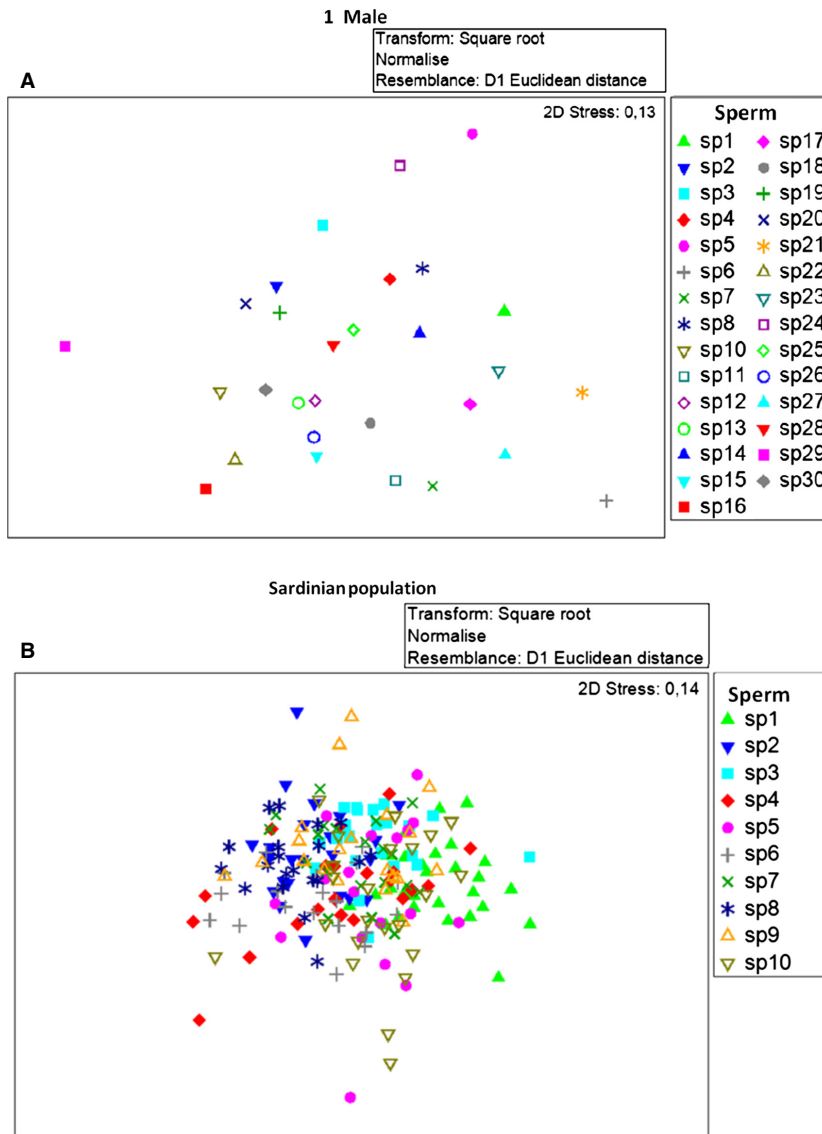 1 Male
Transform: Square root
Normalise
Resemblance: D1 Euclidean distance
A
2D Stress: 0,13
Sperm
sp1 sp17
sp2 sp18
sp3 sp19
sp4 sp20
sp5 sp21
sp6 sp22
sp7 sp23
sp8 sp24
sp10 sp25
sp11 sp26
sp12 sp27
sp13 sp28
sp14 sp29
sp15 sp30
sp16
Sardinian population
Transform: Square root
Normalise
Resemblance: D1 Euclidean distance
B
2D Stress: 0,14
Sperm
sp1
sp2
sp3
sp4
sp5
sp6
sp7
sp8
sp9
sp10